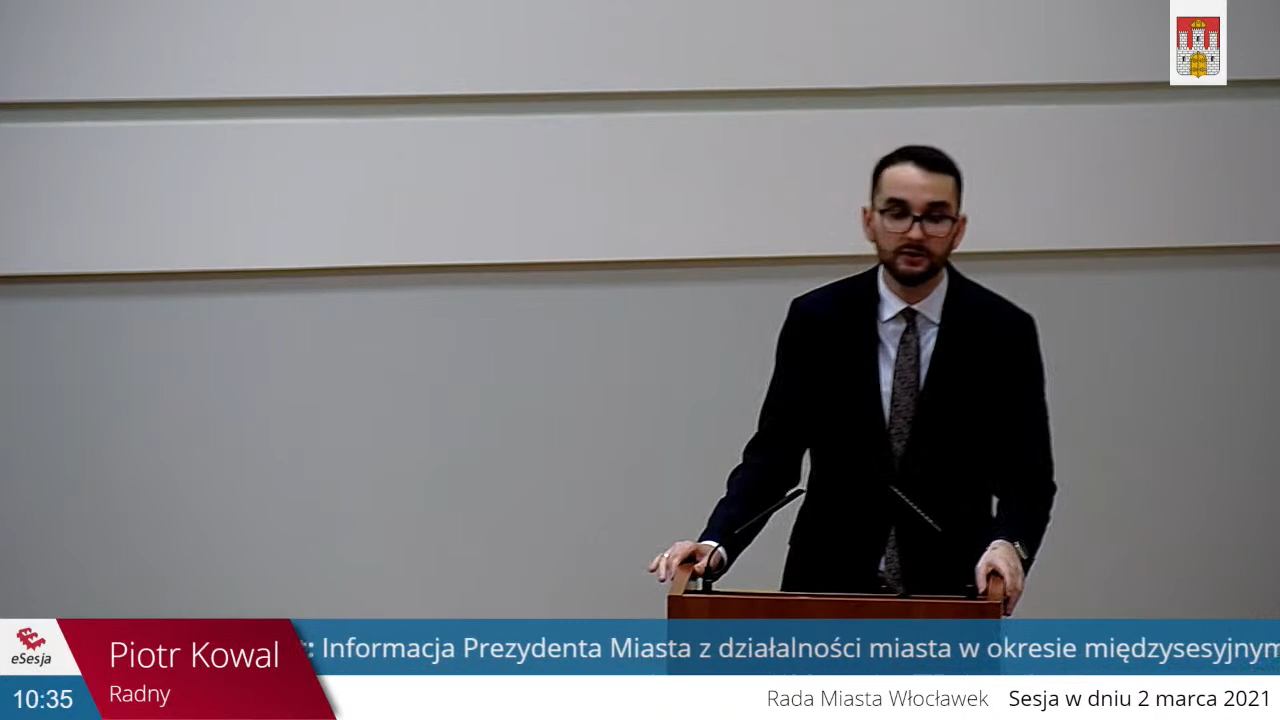 eSesja
Piotr Kowal
: Informacja Prezydenta Miasta z działalności miasta w okresie międzysesyjnym
10:35
Radny
Rada Miasta Włocławek Sesja w dniu 2 marca 2021